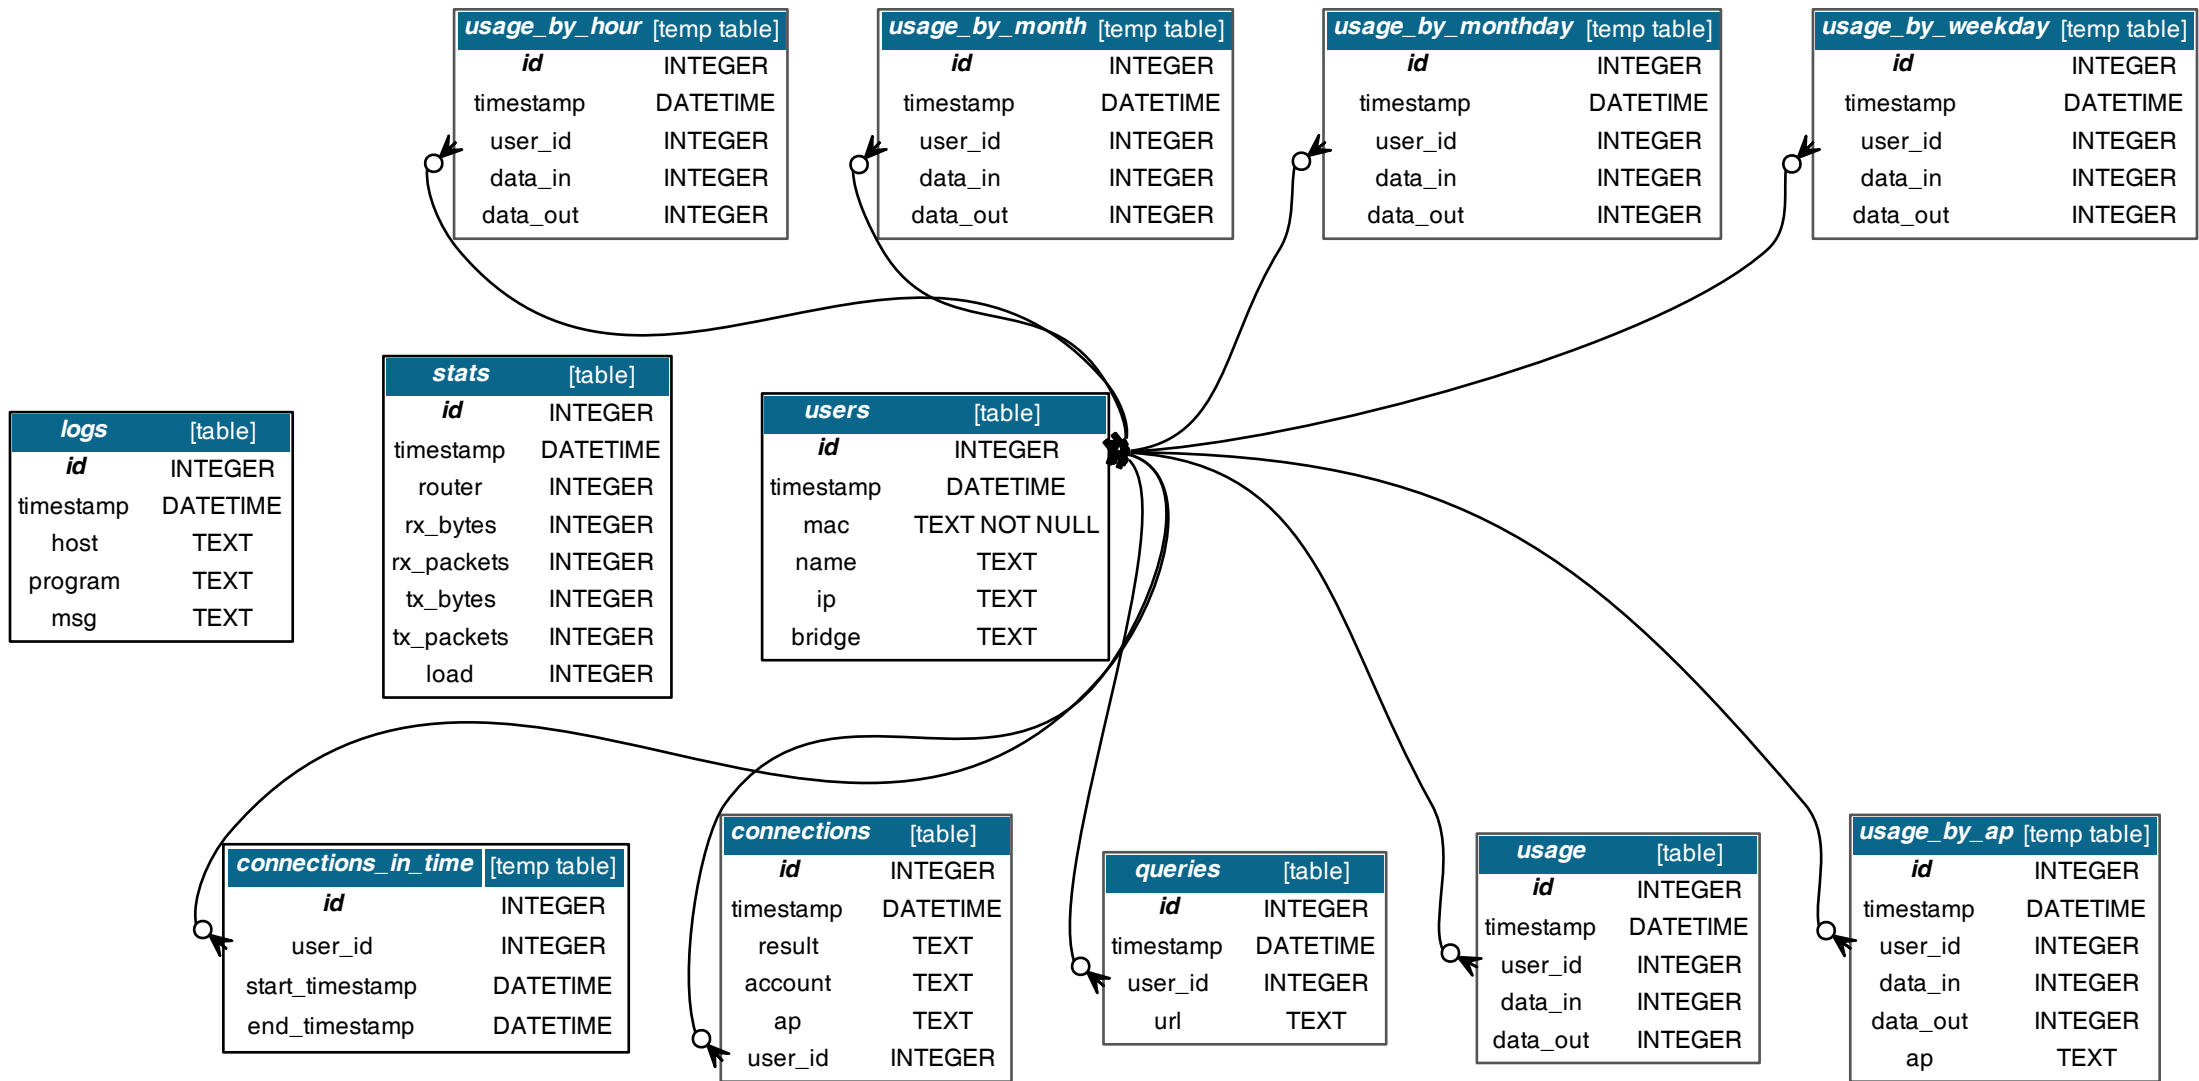 usage_by_hour [temp table]
id INTEGER
timestamp DATETIME
user_id INTEGER
data_in INTEGER
data_out INTEGER
usage_by_month [temp table]
id INTEGER
timestamp DATETIME
user_id INTEGER
data_in INTEGER
data_out INTEGER
usage_by_monthday [temp table]
id INTEGER
timestamp DATETIME
user_id INTEGER
data_in INTEGER
data_out INTEGER
usage_by_weekday [temp table]
id INTEGER
timestamp DATETIME
user_id INTEGER
data_in INTEGER
data_out INTEGER
logs [table]
id INTEGER
timestamp DATETIME
host TEXT
program TEXT
msg TEXT
stats [table]
id INTEGER
timestamp DATETIME
router INTEGER
rx_bytes INTEGER
rx_packets INTEGER
tx_bytes INTEGER
tx_packets INTEGER
load INTEGER
users [table]
id INTEGER
timestamp DATETIME
mac TEXT NOT NULL
name TEXT
ip TEXT
bridge TEXT
connections_in_time [temp table]
id INTEGER
user_id INTEGER
start_timestamp DATETIME
end_timestamp DATETIME
connections [table]
id INTEGER
timestamp DATETIME
result TEXT
account TEXT
ap TEXT
user_id INTEGER
queries [table]
id INTEGER
timestamp DATETIME
user_id INTEGER
url TEXT
usage [table]
id INTEGER
timestamp DATETIME
user_id INTEGER
data_in INTEGER
data_out INTEGER
usage_by_ap [temp table]
id INTEGER
timestamp DATETIME
user_id INTEGER
data_in INTEGER
data_out INTEGER
ap TEXT